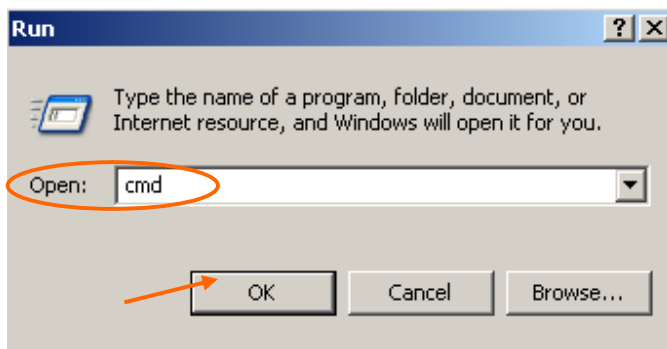 Run
Type the name of a program, folder, document, or
Internet resource, and Windows will open it for you.
Open: cmd
OK Cancel Browse...